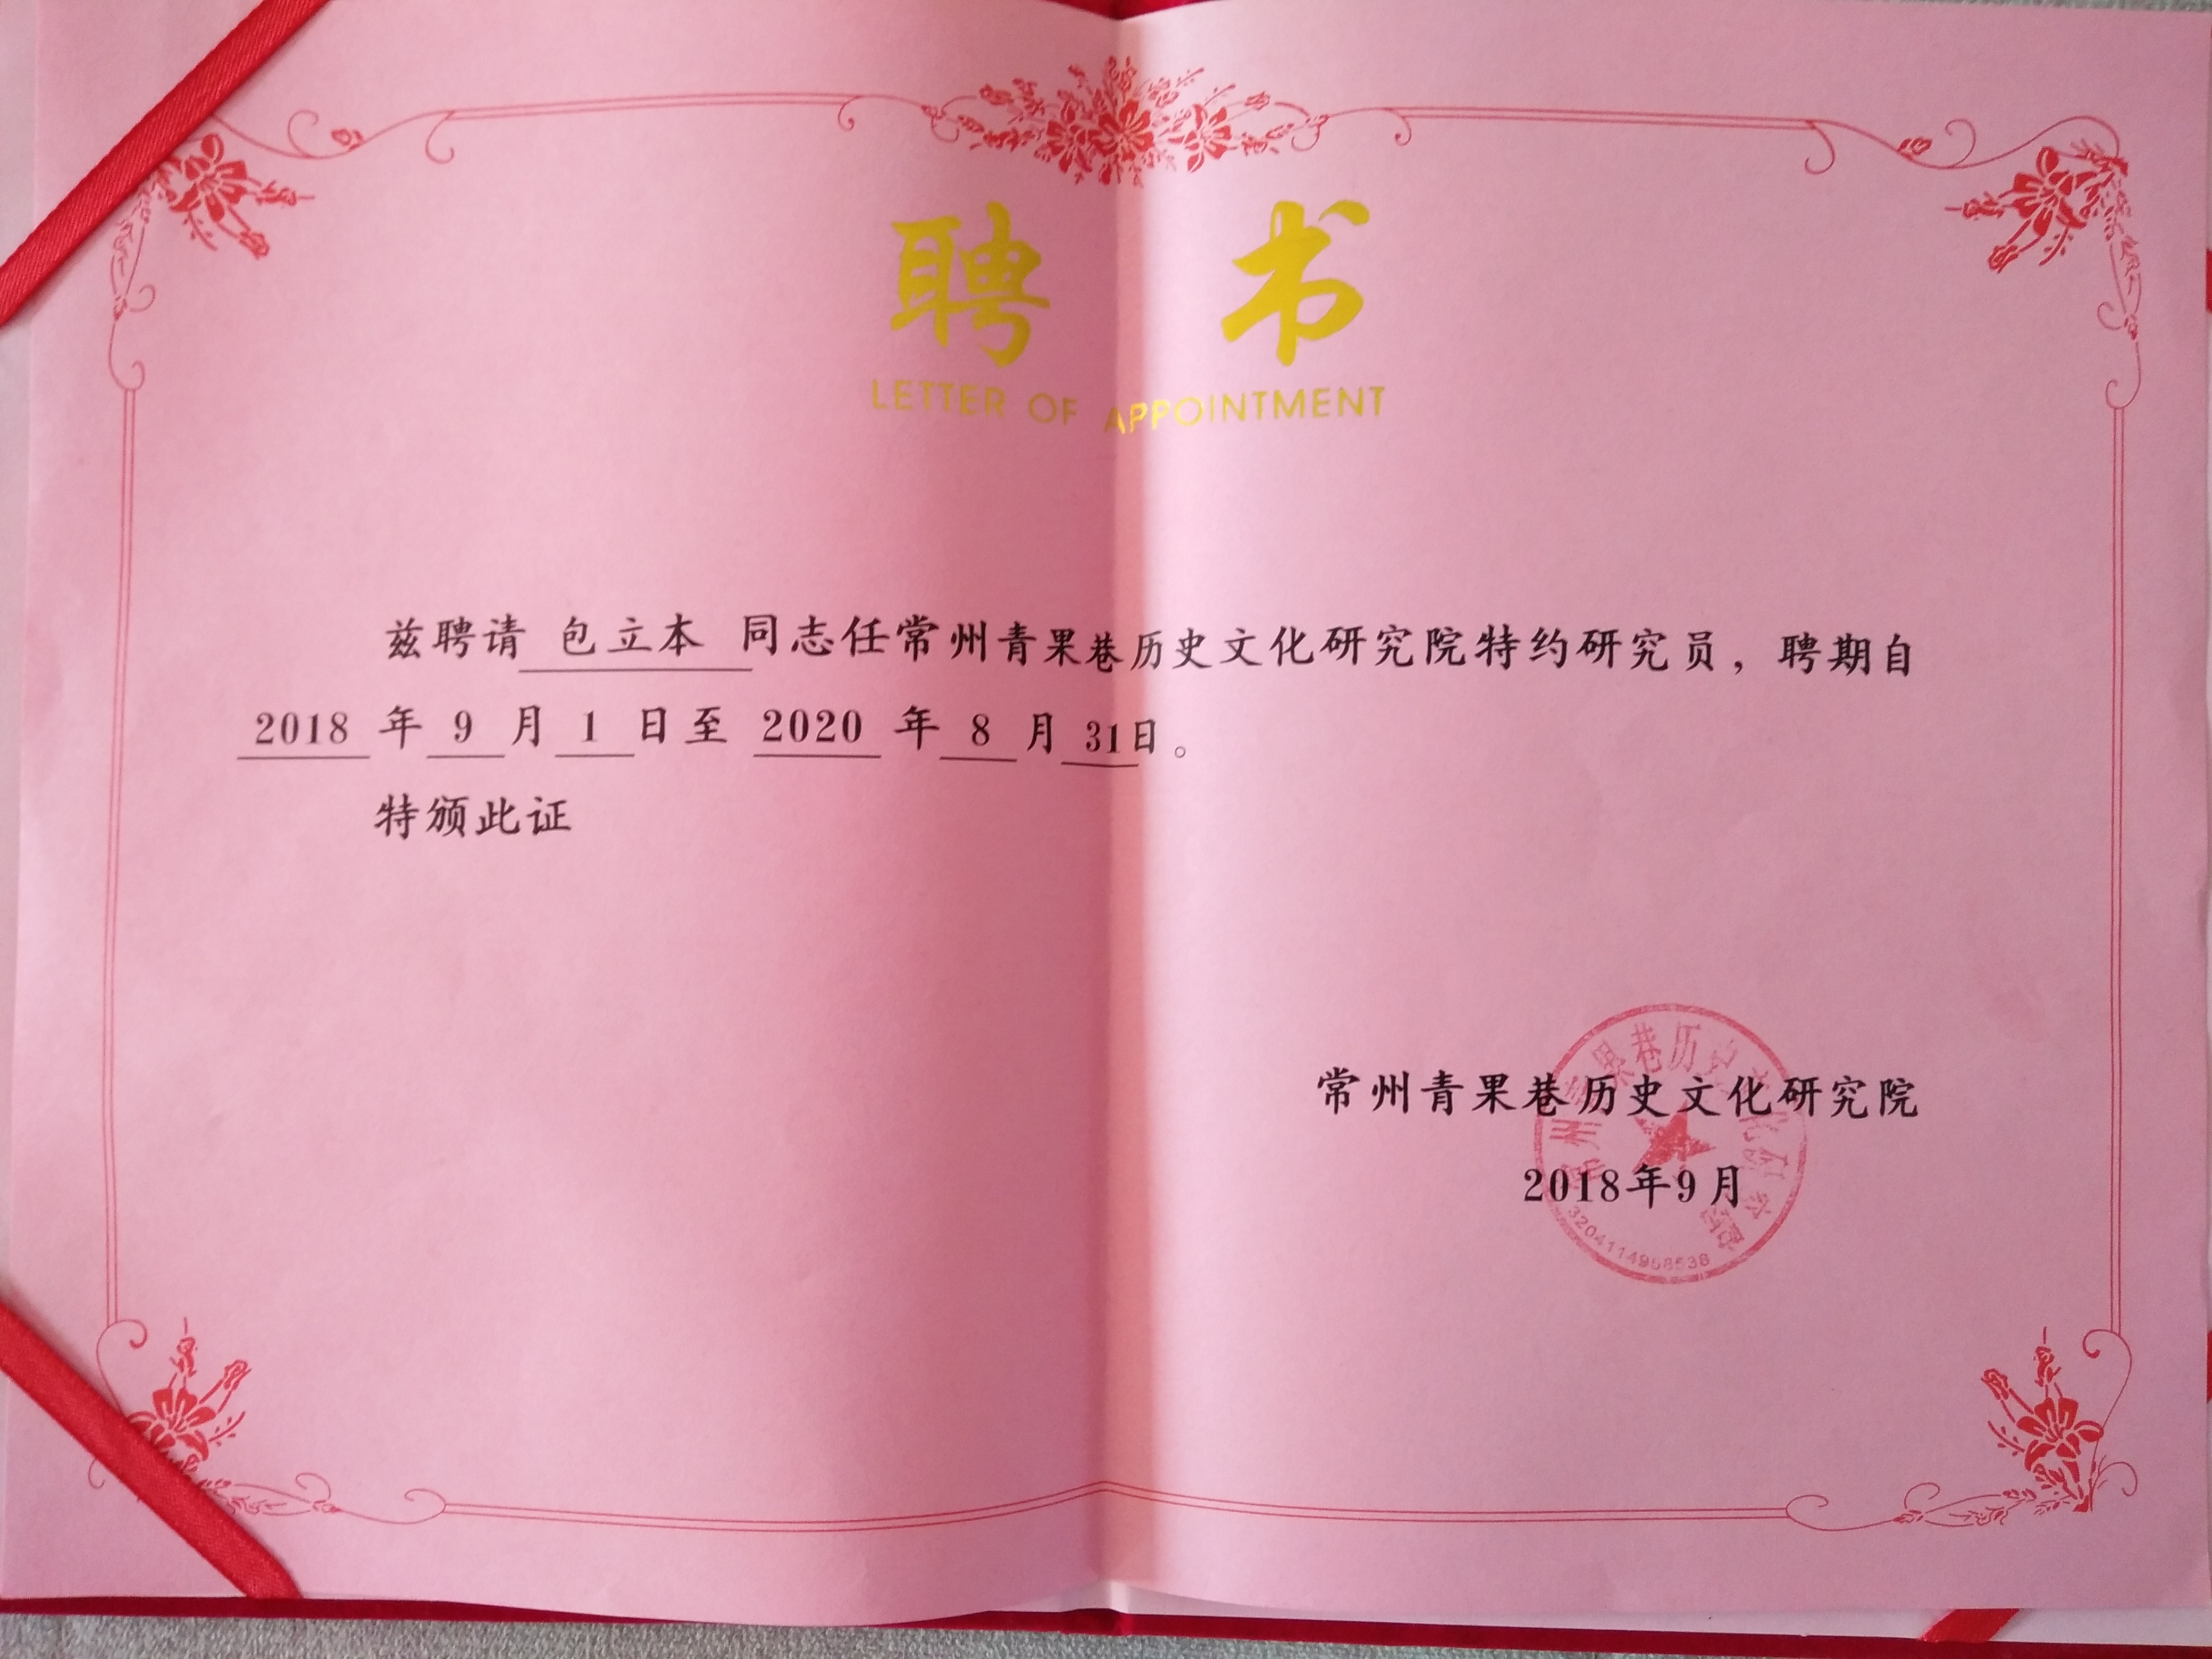 聘 书
LETTER OF APPOINTMENT
兹聘请 包立本 同志任常州青果巷历史文化研究院特约研究员，聘期自
2018 年 9 月 1 日至 2020 年 8 月 31日。
特颁此证
常州青果巷历史文化研究院
2018年9月